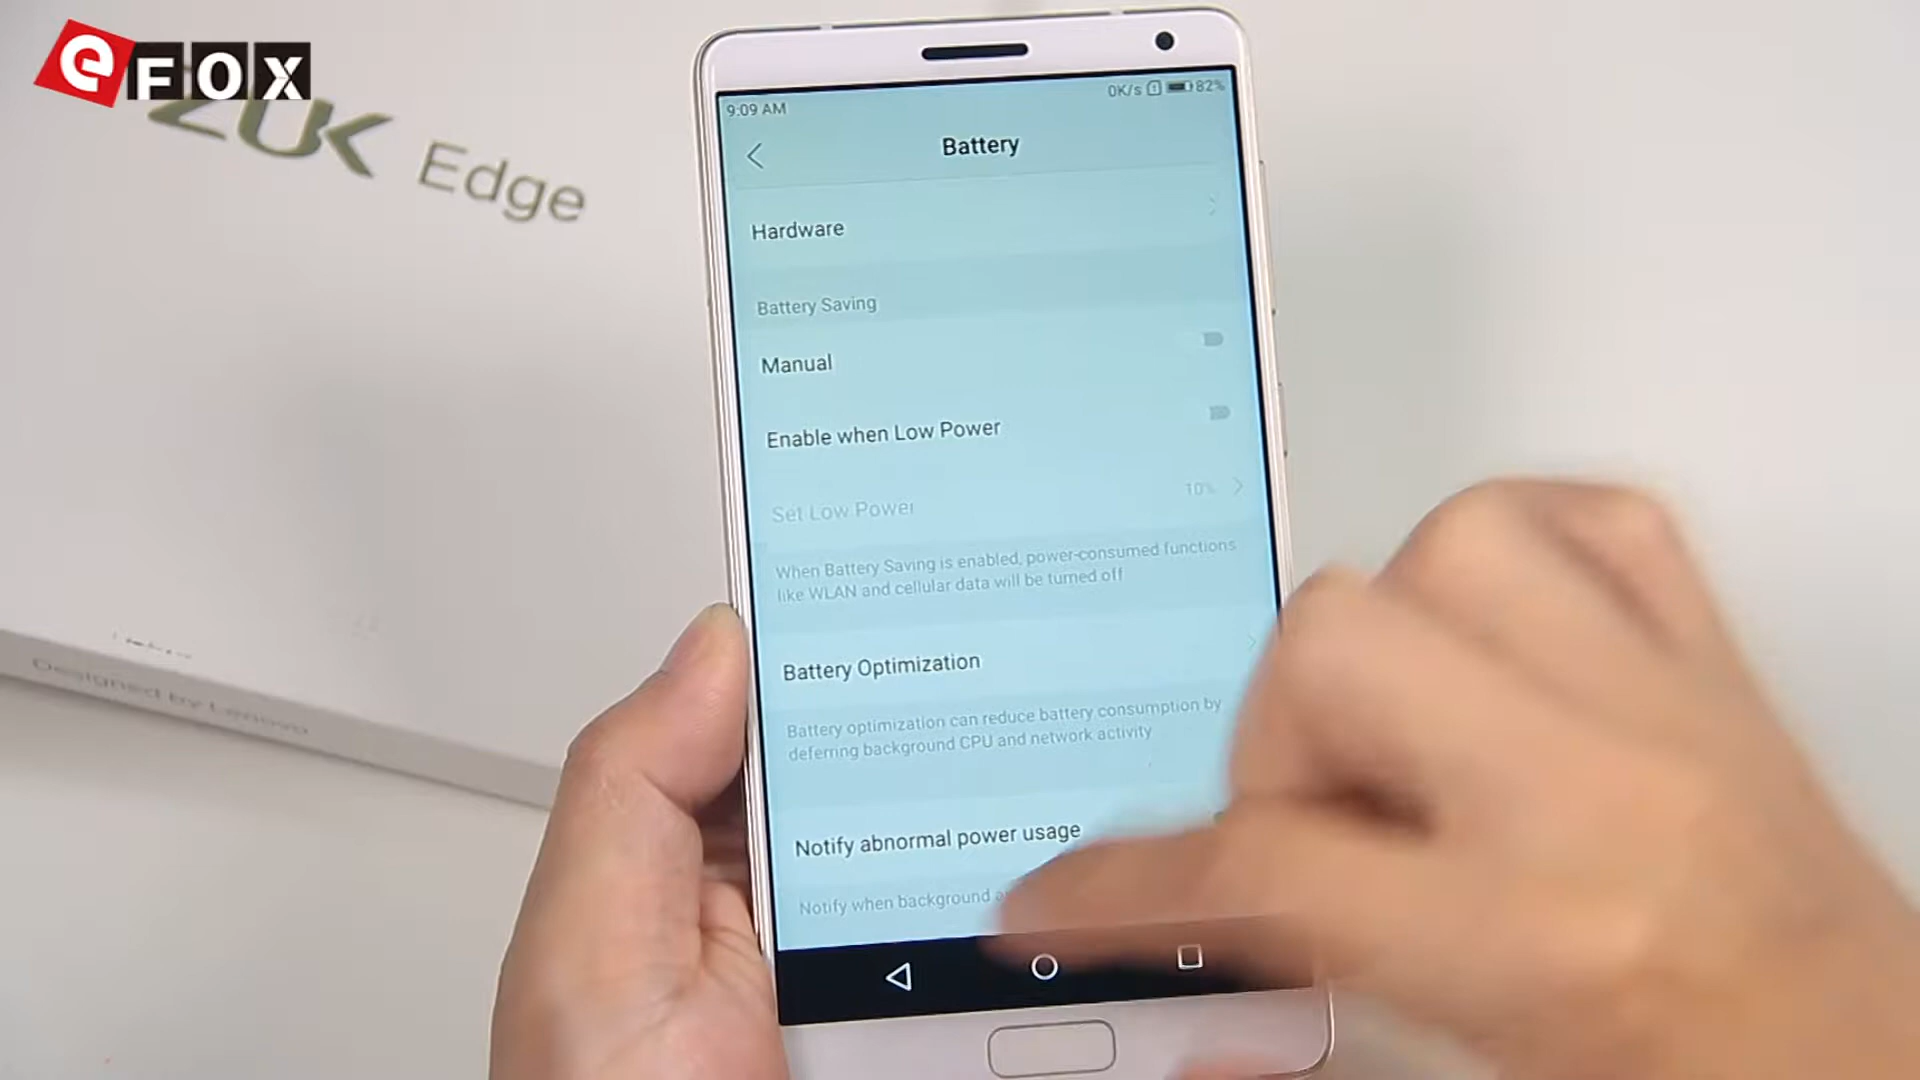 eFOX
ZUK Edge
Designed by Lenovo
9:09 AM
0K/s 82%
Battery
Hardware
Battery Saving
Manual
Enable when Low Power
Set Low Power 10%
When Battery Saving is enabled, power-consumed functions
like WLAN and cellular data will be turned off
Battery Optimization
Battery optimization can reduce battery consumption by
deferring background CPU and network activity
Notify abnormal power usage
Notify when background